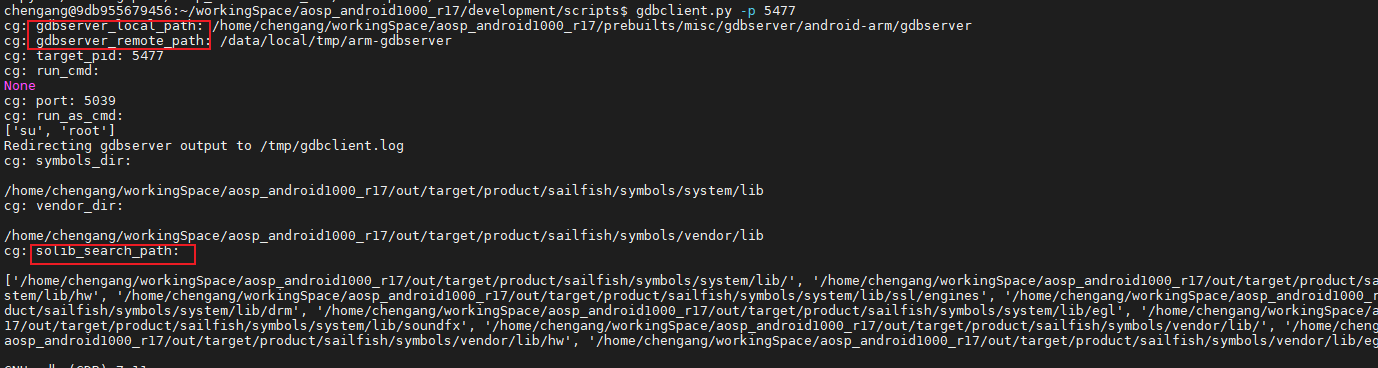 chengang@9db955679456:~/workingSpace/aosp_android1000_r17/development/scripts$ gdbclient.py -p 5477
cg: gdbserver_local_path: /home/chengang/workingSpace/aosp_android1000_r17/prebuilts/misc/gdbserver/android-arm/gdbserver
cg: gdbserver_remote_path: /data/local/tmp/arm-gdbserver
cg: target_pid: 5477
cg: run_cmd:
None
cg: port: 5039
cg: run_as_cmd:
['su', 'root']
Redirecting gdbserver output to /tmp/gdbclient.log
cg: symbols_dir:
/home/chengang/workingSpace/aosp_android1000_r17/out/target/product/sailfish/symbols/system/lib
cg: vendor_dir:
/home/chengang/workingSpace/aosp_android1000_r17/out/target/product/sailfish/symbols/vendor/lib
cg: solib_search_path:
['/home/chengang/workingSpace/aosp_android1000_r17/out/target/product/sailfish/symbols/system/lib/', '/home/chengang/workingSpace/aosp_android1000_r17/out/target/product/sa
stem/lib/hw', '/home/chengang/workingSpace/aosp_android1000_r17/out/target/product/sailfish/symbols/system/lib/ssl/engines', '/home/chengang/workingSpace/aosp_android1000_r
duct/sailfish/symbols/system/lib/drm', '/home/chengang/workingSpace/aosp_android1000_r17/out/target/product/sailfish/symbols/system/lib/egl', '/home/chengang/workingSpace/a
17/out/target/product/sailfish/symbols/system/lib/soundfx', '/home/chengang/workingSpace/aosp_android1000_r17/out/target/product/sailfish/symbols/vendor/lib/', '/home/cheng
aosp_android1000_r17/out/target/product/sailfish/symbols/vendor/lib/hw', '/home/chengang/workingSpace/aosp_android1000_r17/out/target/product/sailfish/symbols/vendor/lib/eg